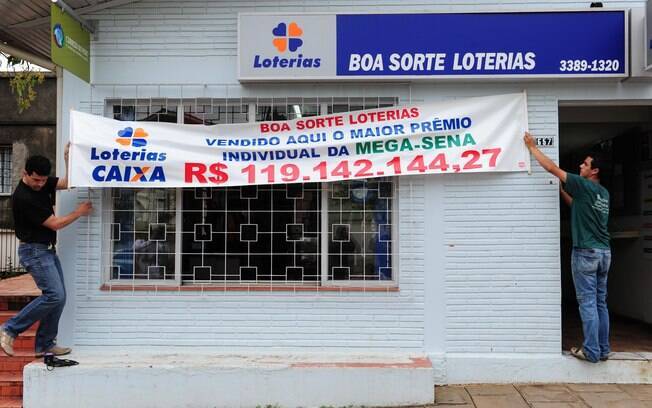 Loterias
BOA SORTE LOTERIAS
3389-1320
BOA SORTE LOTERIAS
VENDIDO AQUI O MAIOR PRÊMIO
INDIVIDUAL DA MEGA-SENA
R$ 119.142.144,27
Loterias
CAIXA